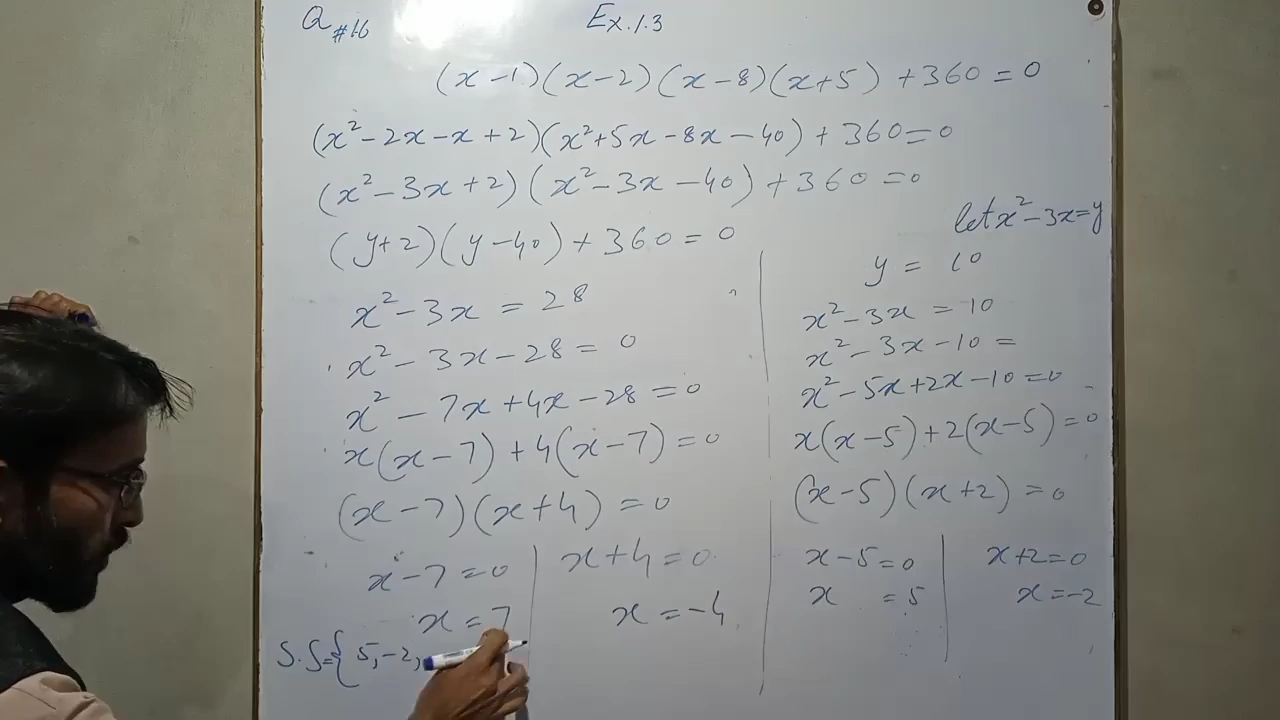 Q#16 Ex.1.3
(x-1)(x-2)(x-8)(x+5)+360=0
(x²-2x-x+2)(x²+5x-8x-40)+360=0
(x²-3x+2)(x²-3x-40)+360=0
let x²-3x=y
(y+2)(y-40)+360=0
x²-3x=28
x²-3x-28=0
x²-7x+4x-28=0
x(x-7)+4(x-7)=0
(x-7)(x+4)=0
x-7=0
x=7
x+4=0
x=-4
y=10
x²-3x=10
x²-3x-10=
x²-5x+2x-10=0
x(x-5)+2(x-5)=0
(x-5)(x+2)=0
x-5=0
x=5
x+2=0
x=-2
S.S={5,-2,